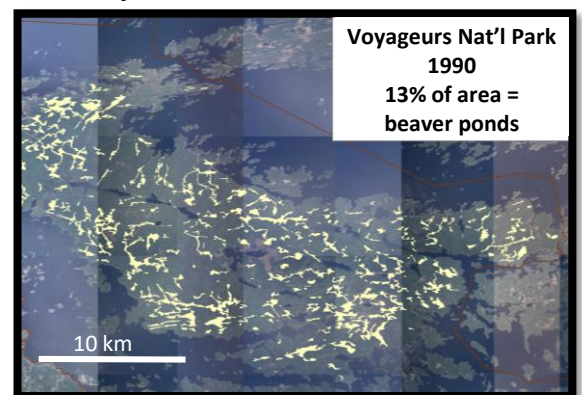 Voyageurs Nat'l Park
1990
13% of area =
beaver ponds
10 km